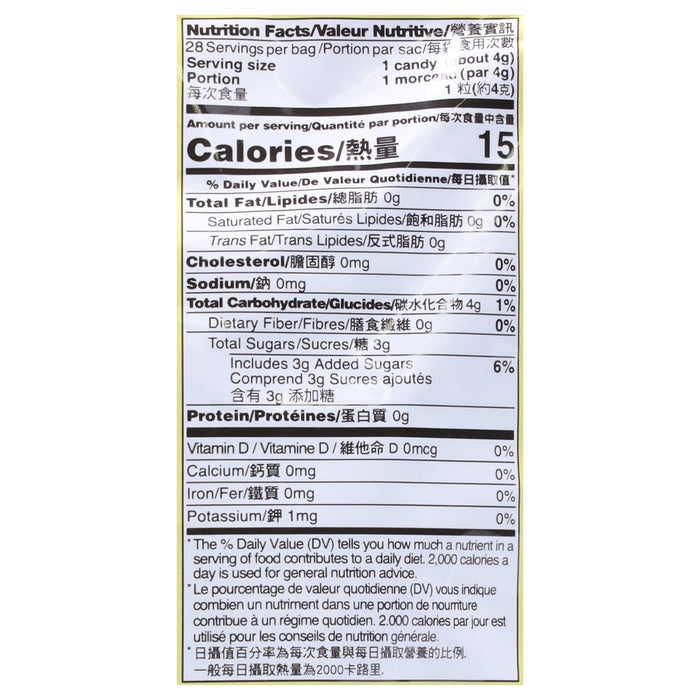 Nutrition Facts/Valeur Nutritive/營養資訊
28 Servings per bag/Portion par sac/每袋食用次數
Serving size 1 candy (about 4g)
Portion 1 morceau (par 4g)
每次食量 1 粒(約4克)
Amount per serving/Quantité par portion/每次食量中含量
Calories/熱量 15
% Daily Value/De Valeur Quotidienne/每日攝取值*
Total Fat/Lipides/總脂肪 0g 0%
Saturated Fat/Saturés Lipides/飽和脂肪 0g 0%
Trans Fat/Trans Lipides/反式脂肪 0g
Cholesterol/膽固醇 0mg 0%
Sodium/鈉 0mg 0%
Total Carbohydrate/Glucides/碳水化合物 4g 1%
Dietary Fiber/Fibres/膳食纖維 0g 0%
Total Sugars/Sucres/糖 3g
Includes 3g Added Sugars 6%
Comprend 3g Sucres ajoutés
含有 3g 添加糖
Protein/Protéines/蛋白質 0g
Vitamin D / Vitamine D / 維他命 D 0mcg 0%
Calcium/鈣質 0mg 0%
Iron/Fer/鐵質 0mg 0%
Potassium/鉀 1mg 0%
*The % Daily Value (DV) tells you how much a nutrient in a
serving of food contributes to a daily diet. 2,000 calories a
day is used for general nutrition advice.
*Le pourcentage de valeur quotidienne (DV) vous indique
combien un nutriment dans une portion de nourriture
contribue à un régime quotidien. 2.000 calories par jour est
utilisé pour les conseils de nutrition générale.
*日攝值百分率為每次食量與每日攝取營養的比例.
一般每日攝取熱量為2000卡路里.